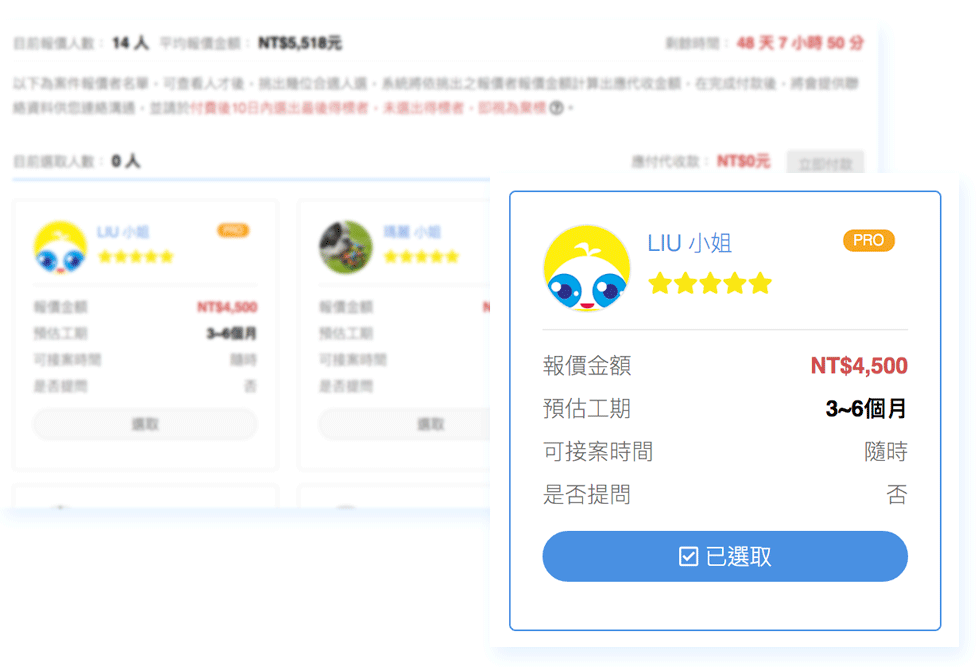 目前報價人數： 14 人 平均報價金額： NT$5,518元
剩餘時間： 48 天 7 小時 50 分
以下為案件報價者名單，可查看人才後，挑出幾位合適人選，系統將依挑出之報價者報價金額計算出應代收金額，在完成付款後，將會提供聯
絡資料供您連絡溝通，並請於付費後10日內選出最後得標者，未選出得標者，即視為棄標 ?。
目前選取人數： 0 人
應付代收款： NT$0元 立即付款
LIU 小姐 PRO
報價金額 NT$4,500
預估工期 3~6個月
可接案時間 隨時
是否提問 否
選取
瑪麗 小姐
報價金額
預估工期
可接案時間
是否提問
選取
LIU 小姐 PRO
報價金額 NT$4,500
預估工期 3~6個月
可接案時間 隨時
是否提問 否
已選取